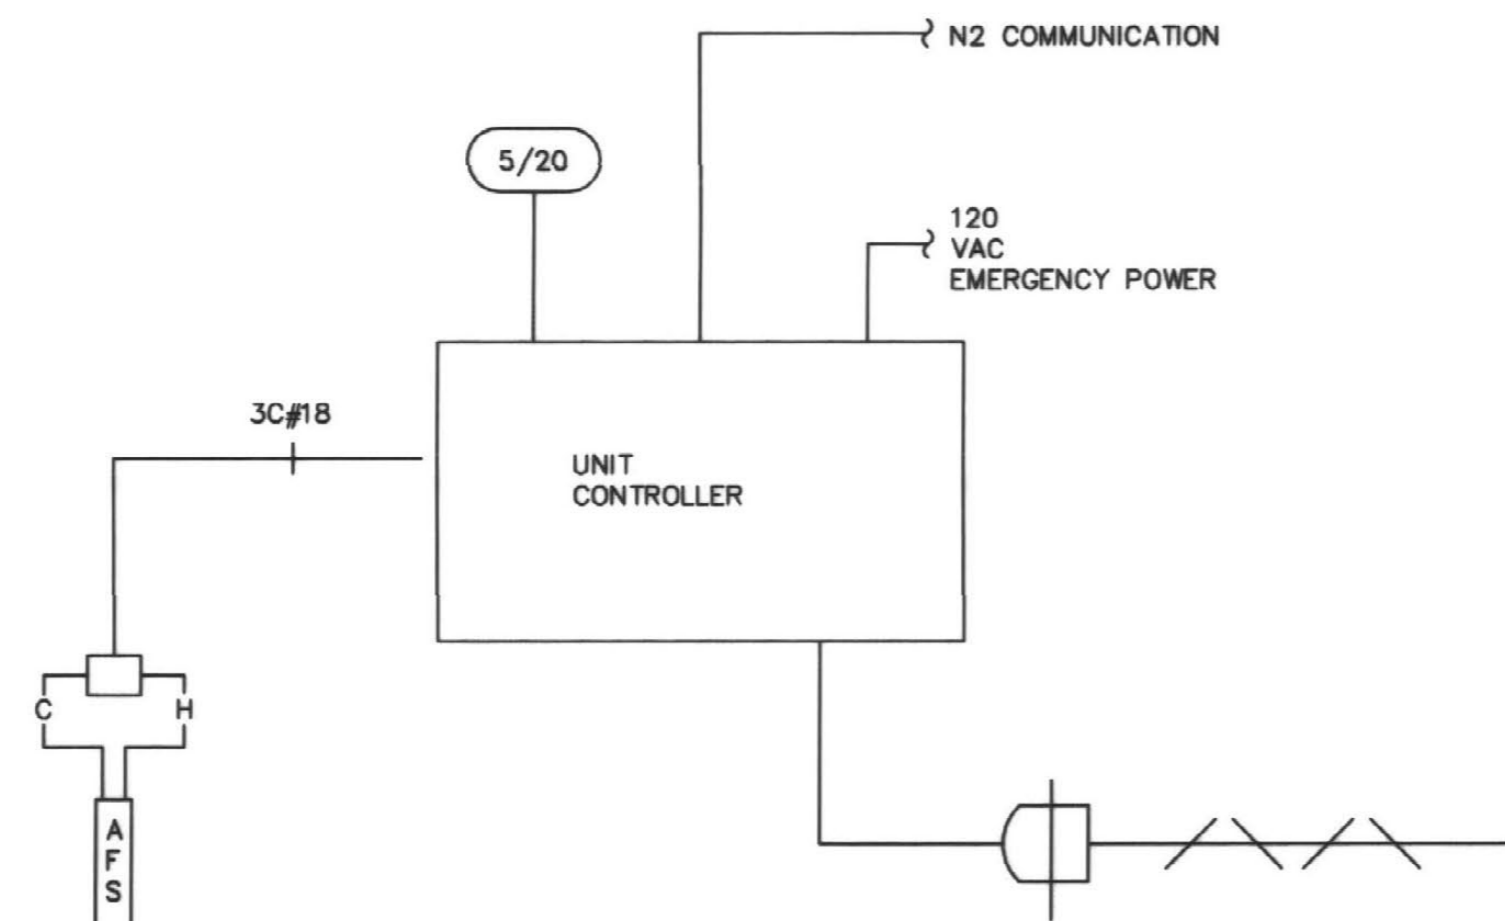 N2 COMMUNICATION
5/20
120
VAC
EMERGENCY POWER
3C#18
UNIT
CONTROLLER
C
H
A
F
S